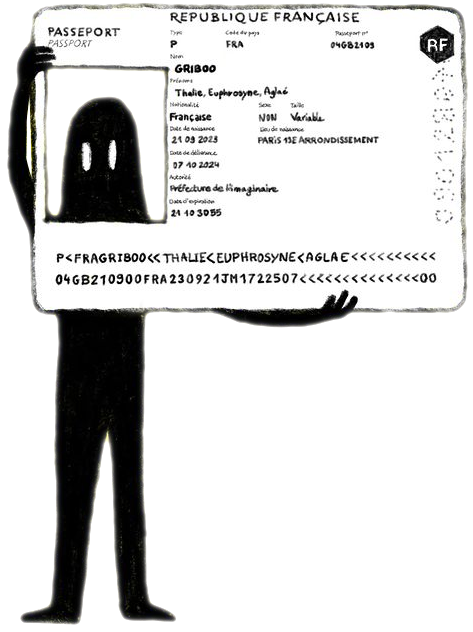 REPUBLIQUE FRANÇAISE
PASSEPORT
PASSPORT
Type Code du pays Passeport n°
P FRA 04GB2109
RF
Nom
GRIBOO
Prénoms
Thalie, Euphrosyne, Aglaé
Nationalité Sexe Taille
Française NON Variable
Date de naissance Lieu de naissance
21 09 2023 PARIS 13E ARRONDISSEMENT
Date de délivrance
07 10 2024
Autorité
Préfecture de l'imaginaire
Date d'expiration
21 10 3055
P<FRAGRIBOO<<THALIE<EUPHROSYNE<AGLAE<<<<<<<<<<
04GB210900FRA230921JM1722507<<<<<<<<<<<<<<00